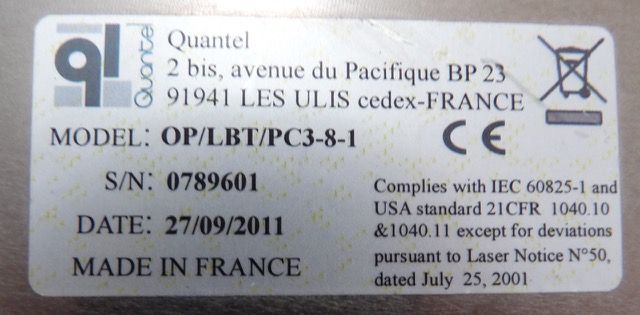 ql
Quantel
Quantel
2 bis, avenue du Pacifique BP 23
91941 LES ULIS cedex-FRANCE
MODEL: OP/LBT/PC3-8-1
CE
S/N: 0789601
DATE: 27/09/2011
MADE IN FRANCE
Complies with IEC 60825-1 and
USA standard 21CFR 1040.10
&1040.11 except for deviations
pursuant to Laser Notice N°50,
dated July 25, 2001